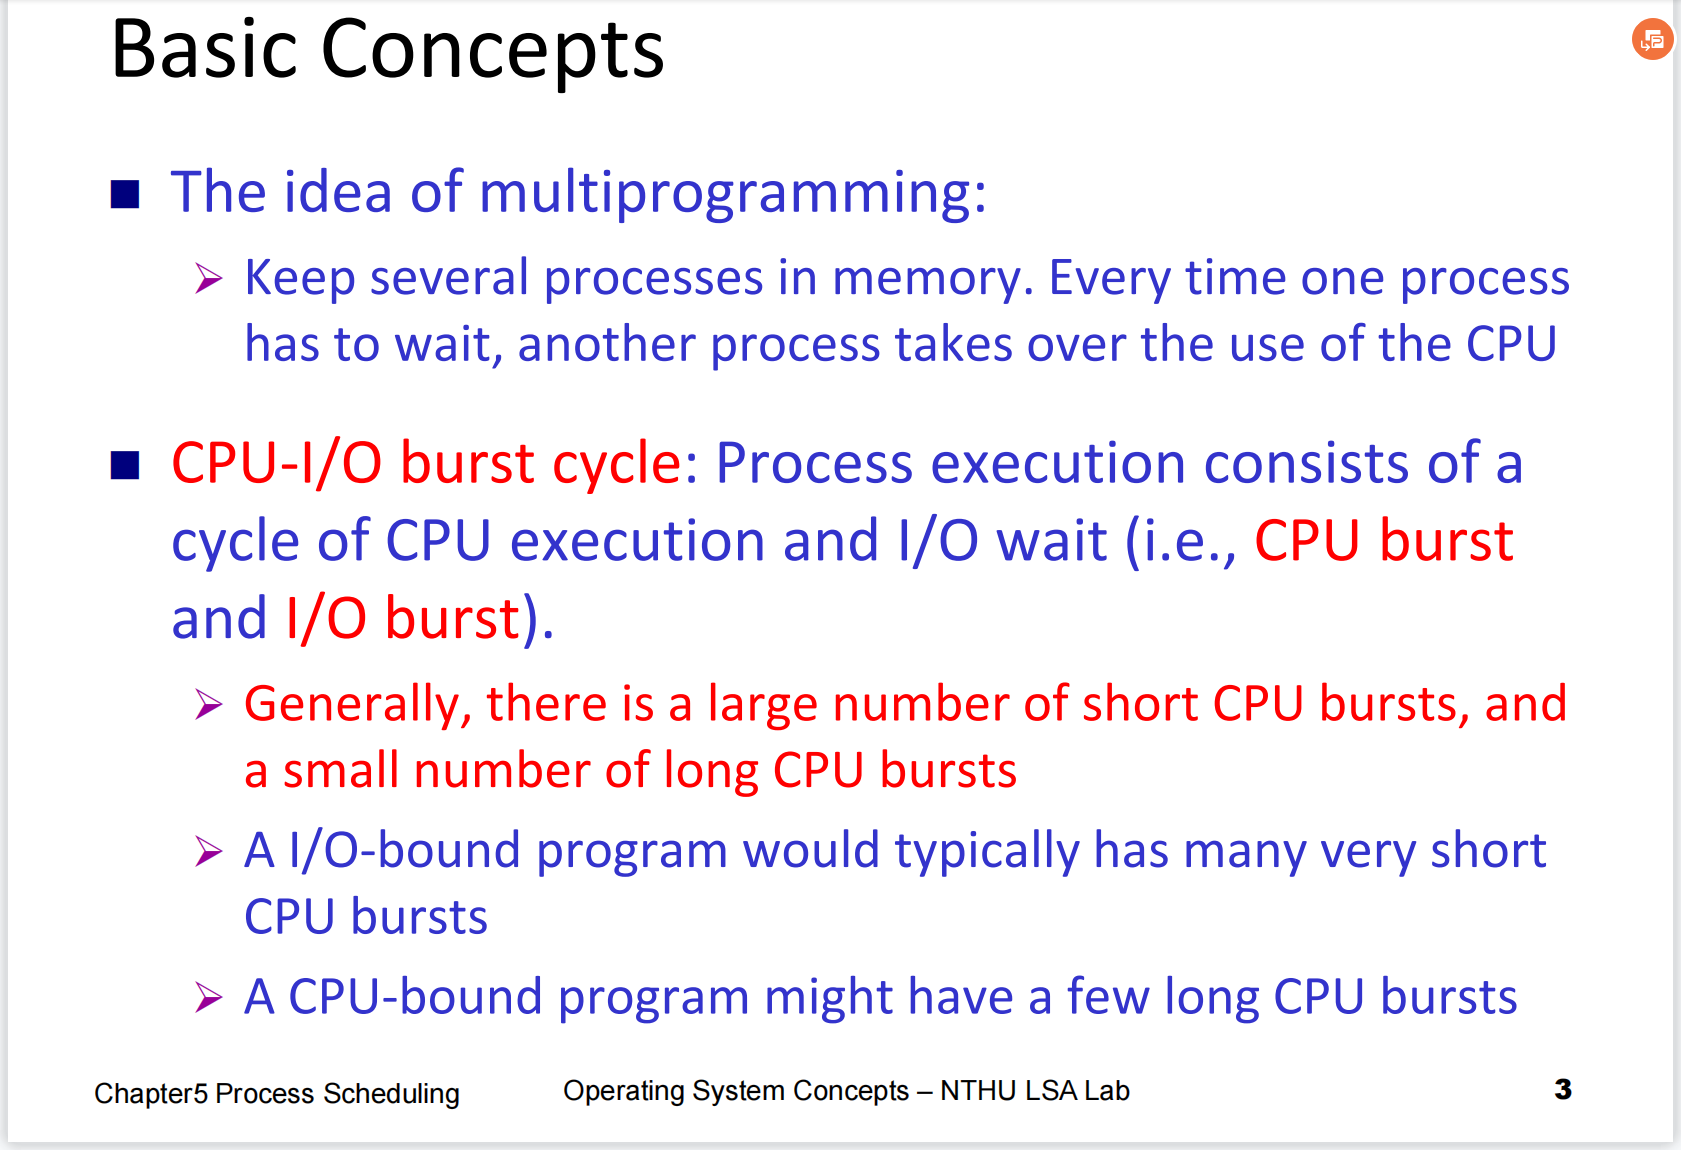 Basic Concepts
The idea of multiprogramming:
Keep several processes in memory. Every time one process
has to wait, another process takes over the use of the CPU
CPU-I/O burst cycle: Process execution consists of a
cycle of CPU execution and I/O wait (i.e., CPU burst
and I/O burst).
Generally, there is a large number of short CPU bursts, and
a small number of long CPU bursts
A I/O-bound program would typically has many very short
CPU bursts
A CPU-bound program might have a few long CPU bursts
Chapter5 Process Scheduling
Operating System Concepts – NTHU LSA Lab
3